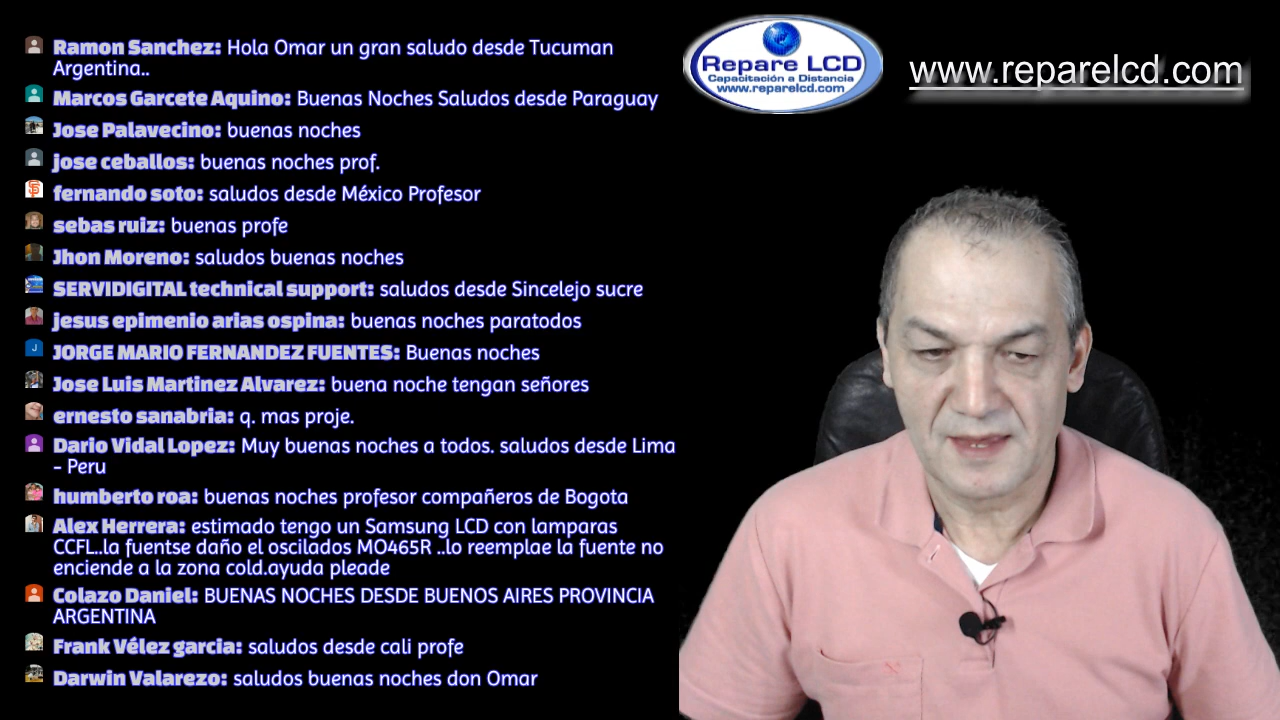 Ramon Sanchez: Hola Omar un gran saludo desde Tucuman
Argentina..
Marcos Garcete Aquino: Buenas Noches Saludos desde Paraguay
Jose Palavecino: buenas noches
jose ceballos: buenas noches prof.
fernando soto: saludos desde México Profesor
sebas ruiz: buenas profe
Jhon Moreno: saludos buenas noches
SERVIDIGITAL technical support: saludos desde Sincelejo sucre
jesus epimenio arias ospina: buenas noches paratodos
J
JORGE MARIO FERNANDEZ FUENTES: Buenas noches
Jose Luis Martinez Alvarez: buena noche tengan señores
ernesto sanabria: q. mas proje.
Dario Vidal Lopez: Muy buenas noches a todos. saludos desde Lima
- Peru
humberto roa: buenas noches profesor compañeros de Bogota
Alex Herrera: estimado tengo un Samsung LCD con lamparas
CCFL..la fuentse daño el oscilados MO465R ..lo reemplae la fuente no
enciende a la zona cold.ayuda pleade
Colazo Daniel: BUENAS NOCHES DESDE BUENOS AIRES PROVINCIA
ARGENTINA
Frank Vélez garcia: saludos desde cali profe
Darwin Valarezo: saludos buenas noches don Omar
Repare LCD
Capacitación a Distancia
www.reparelcd.com
www.reparelcd.com